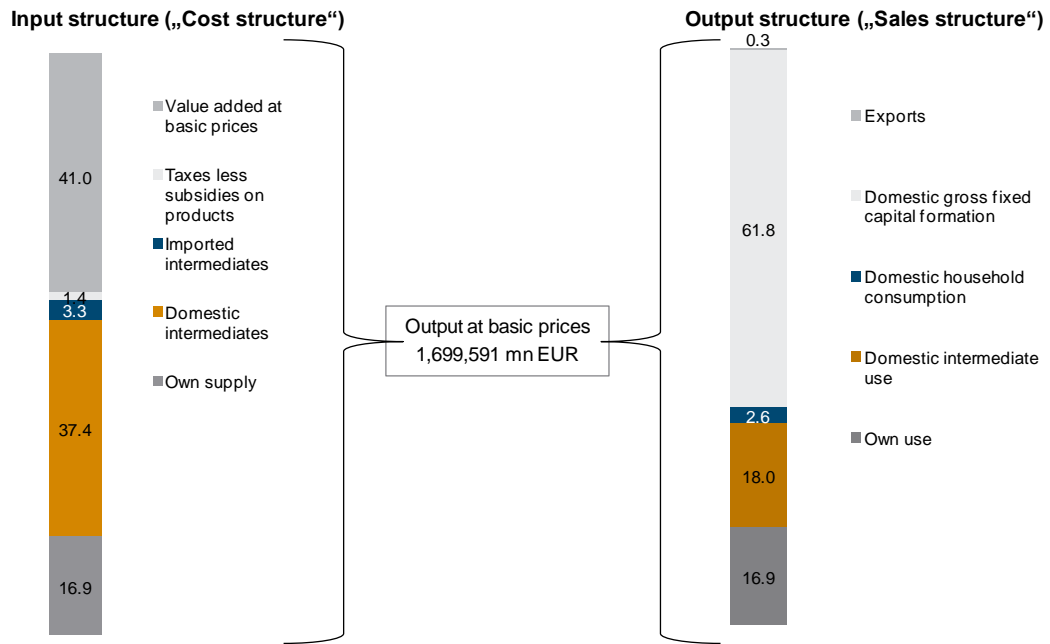 Input structure („Cost structure“)
41.0
1.4
3.3
37.4
16.9
Value added at
basic prices
Taxes less
subsidies on
products
Imported
intermediates
Domestic
intermediates
Own supply
Output at basic prices
1,699,591 mn EUR
Output structure („Sales structure“)
0.3
61.8
2.6
18.0
16.9
Exports
Domestic gross fixed
capital formation
Domestic household
consumption
Domestic intermediate
use
Own use